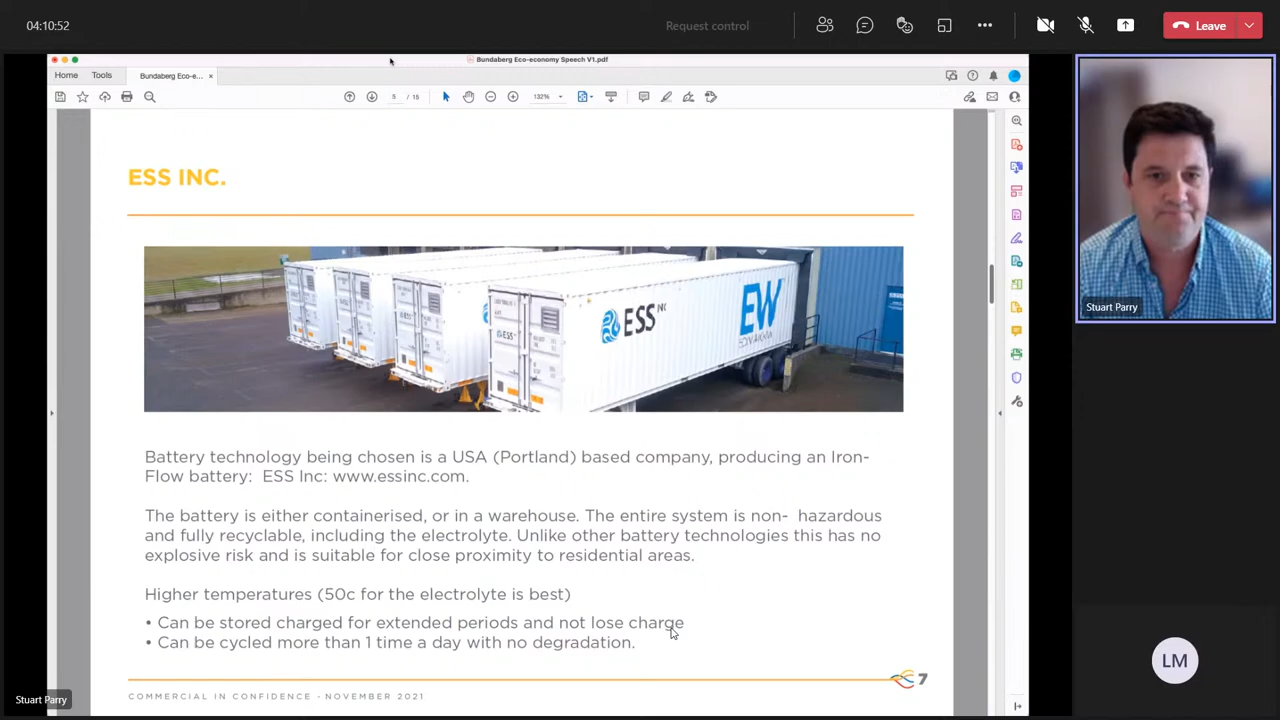 04:10:52
Request control
Leave
Bundaberg Eco-economy Speech V1.pdf
Home
Tools
Bundaberg Eco-e... ×
5 / 15
132%
ESS INC.
ESS INC
EW
ESS
Battery technology being chosen is a USA (Portland) based company, producing an Iron-
Flow battery: ESS Inc: www.essinc.com.
The battery is either containerised, or in a warehouse. The entire system is non- hazardous
and fully recyclable, including the electrolyte. Unlike other battery technologies this has no
explosive risk and is suitable for close proximity to residential areas.
Higher temperatures (50c for the electrolyte is best)
• Can be stored charged for extended periods and not lose charge
• Can be cycled more than 1 time a day with no degradation.
COMMERCIAL IN CONFIDENCE - NOVEMBER 2021
7
Stuart Parry
Stuart Parry
LM